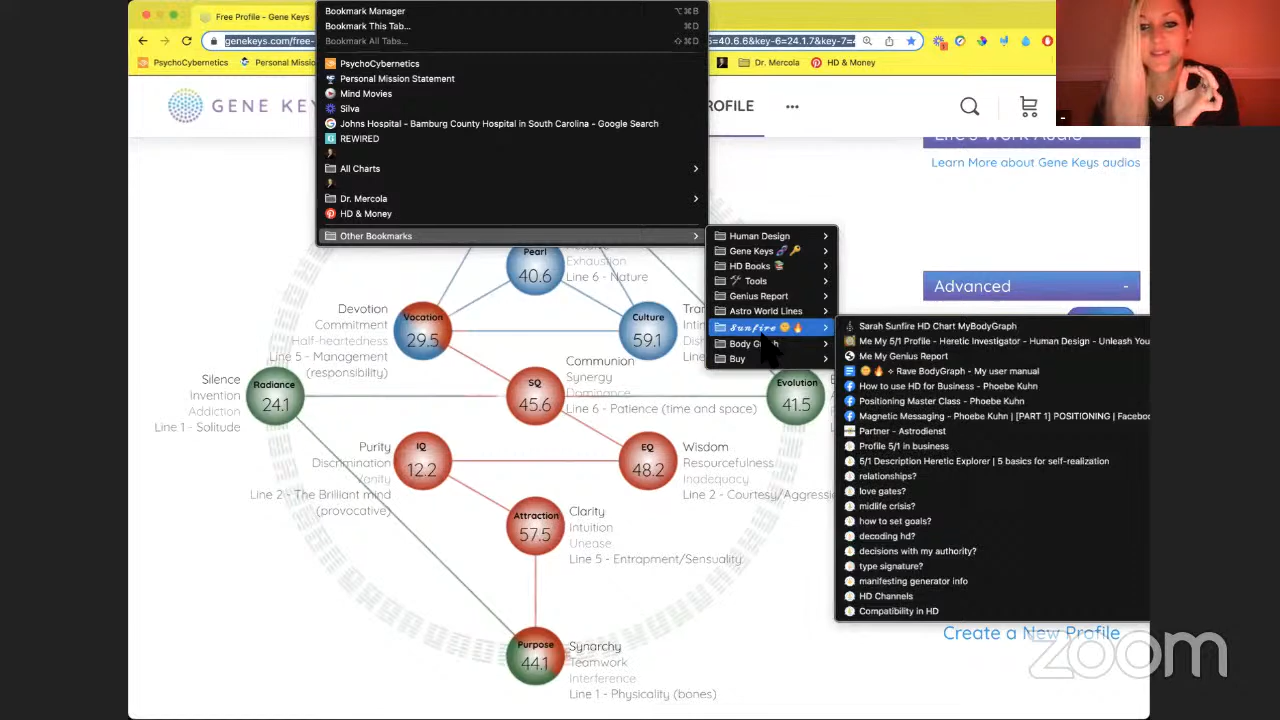 Free Profile - Gene Keys
genekeys.com/free-
5=40.6.6&key-6=24.1.7&key-7=4
PsychoCybernetics
Personal Missio
Dr. Mercola
HD & Money
Bookmark Manager ⌥⌘B
Bookmark This Tab... ⌘D
Bookmark All Tabs... ⇧⌘D
PsychoCybernetics
Personal Mission Statement
Mind Movies
Silva
Johns Hospital - Bamburg County Hospital in South Carolina - Google Search
REWIRED
All Charts
Dr. Mercola
HD & Money
Other Bookmarks
GENE KEY
ROFILE
•••
Learn More about Gene Keys audios
Advanced -
Create a New Profile
Human Design
Gene Keys 🔗 🔑
HD Books 📚
🛠 Tools
Genius Report
Astro World Lines
Sunfire 🌞 🔥
Body Graph
Buy
Sarah Sunfire HD Chart MyBodyGraph
Me My 5/1 Profile - Heretic Investigator - Human Design - Unleash You
Me My Genius Report
🌞 🔥 ✧ Rave BodyGraph - My user manual
How to use HD for Business - Phoebe Kuhn
Positioning Master Class - Phoebe Kuhn
Magnetic Messaging - Phoebe Kuhn | [PART 1] POSITIONING | Faceboo
Partner - Astrodienst
Profile 5/1 in business
5/1 Description Heretic Explorer | 5 basics for self-realization
relationships?
love gates?
midlife crisis?
how to set goals?
decoding hd?
decisions with my authority?
type signature?
manifesting generator info
HD Channels
Compatibility in HD
Pearl
40.6
Exhaustion
Line 6 - Nature
Devotion
Commitment
Half-heartedness
Line 5 - Management
(responsibility)
Vocation
29.5
Culture
59.1
Silence
Invention
Addiction
Line 1 - Solitude
Radiance
24.1
Communion
Synergy
Dominance
Line 6 - Patience (time and space)
SQ
45.6
Evolution
41.5
Purity
Discrimination
Vanity
Line 2 - The Brilliant mind
(provocative)
IQ
12.2
EQ
48.2
Wisdom
Resourcefulness
Inadequacy
Line 2 - Courtesy/Aggressi
Attraction
57.5
Clarity
Intuition
Unease
Line 5 - Entrapment/Sensuality
Purpose
44.1
Synarchy
Teamwork
Interference
Line 1 - Physicality (bones)
zoom